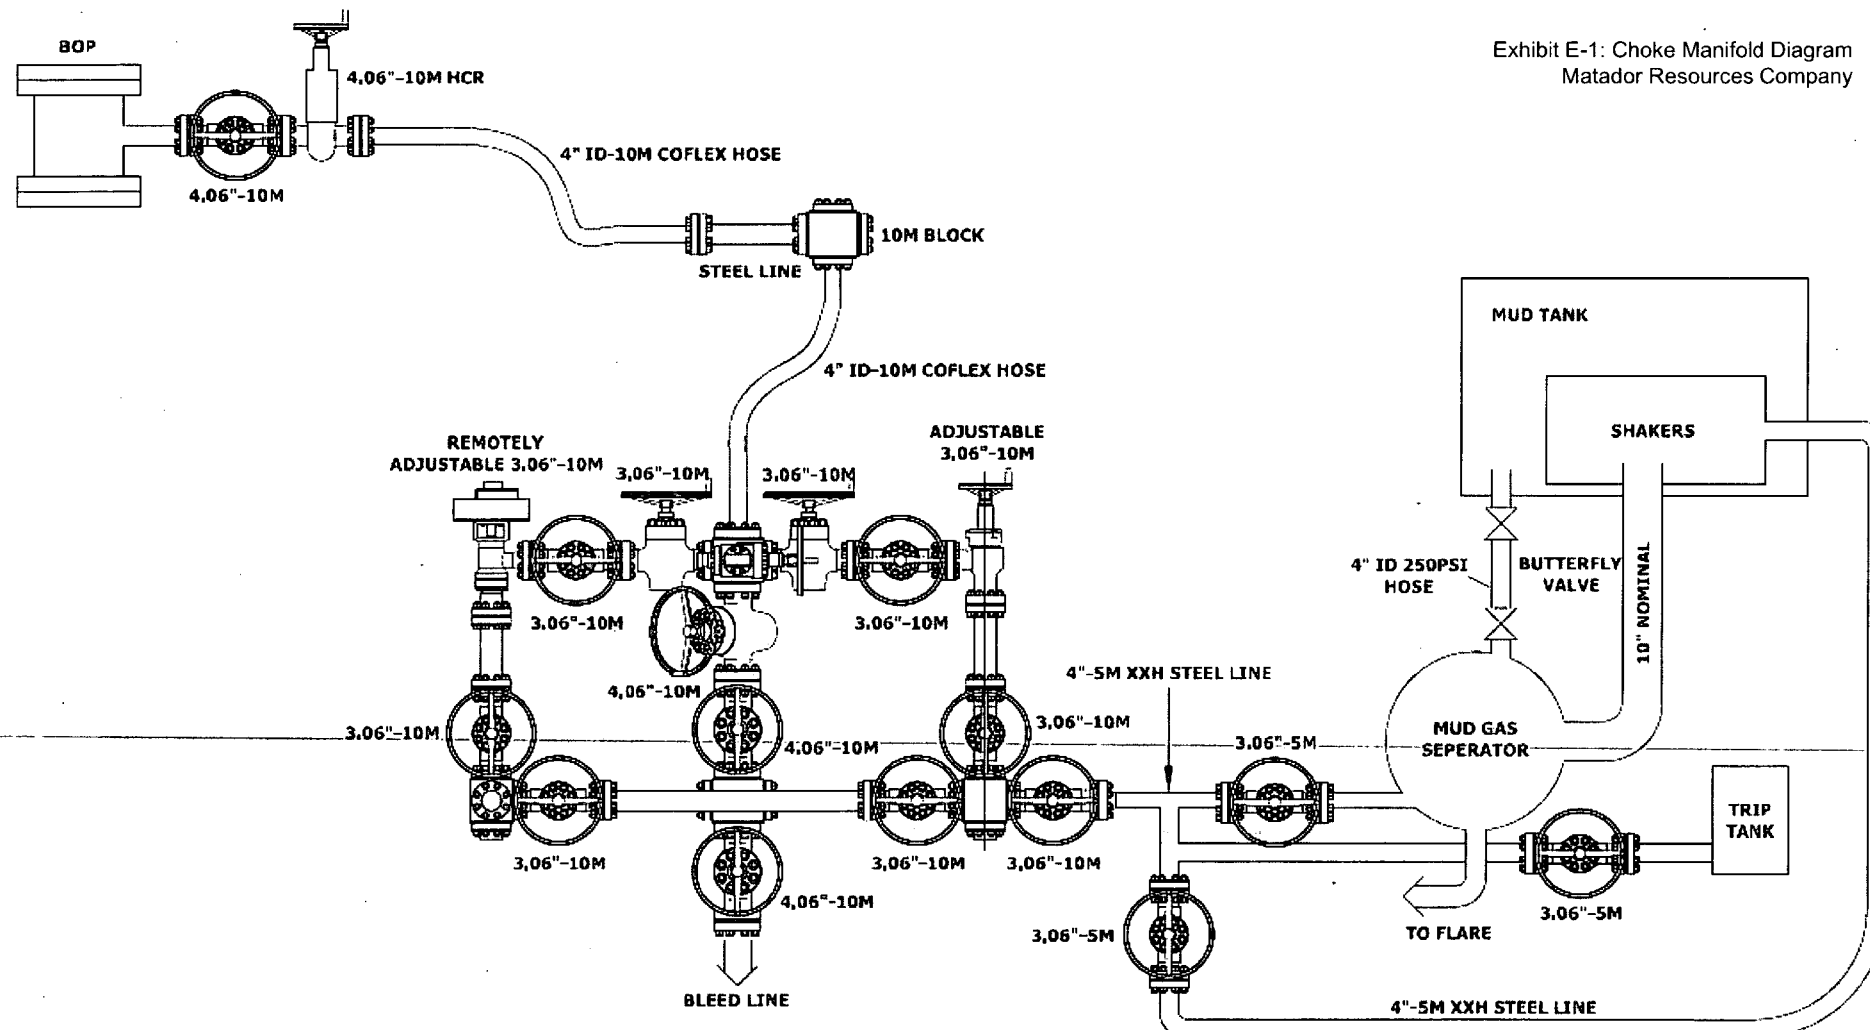 Exhibit E-1: Choke Manifold Diagram
Matador Resources Company
BOP
4.06"-10M HCR
4" ID-10M COFLEX HOSE
4.06"-10M
10M BLOCK
STEEL LINE
MUD TANK
4" ID-10M COFLEX HOSE
SHAKERS
REMOTELY
ADJUSTABLE 3.06"-10M
3.06"-10M
3.06"-10M
ADJUSTABLE
3.06"-10M
4" ID 250PSI
HOSE
BUTTERFLY
VALVE
10" NOMINAL
3.06"-10M
3.06"-10M
4.06"-10M
4"-5M XXH STEEL LINE
3.06"-10M
4.06"-10M
3.06"-10M
3.06"-5M
MUD GAS
SEPERATOR
TRIP
TANK
3.06"-10M
3.06"-10M
3.06"-10M
4.06"-10M
3.06"-5M
3.06"-5M
TO FLARE
BLEED LINE
4"-5M XXH STEEL LINE